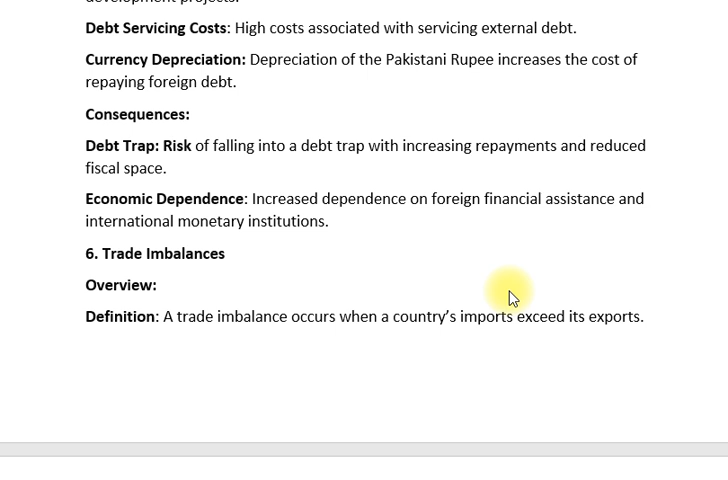 Debt Servicing Costs: High costs associated with servicing external debt.
Currency Depreciation: Depreciation of the Pakistani Rupee increases the cost of
repaying foreign debt.
Consequences:
Debt Trap: Risk of falling into a debt trap with increasing repayments and reduced
fiscal space.
Economic Dependence: Increased dependence on foreign financial assistance and
international monetary institutions.
6. Trade Imbalances
Overview:
Definition: A trade imbalance occurs when a country’s imports exceed its exports.